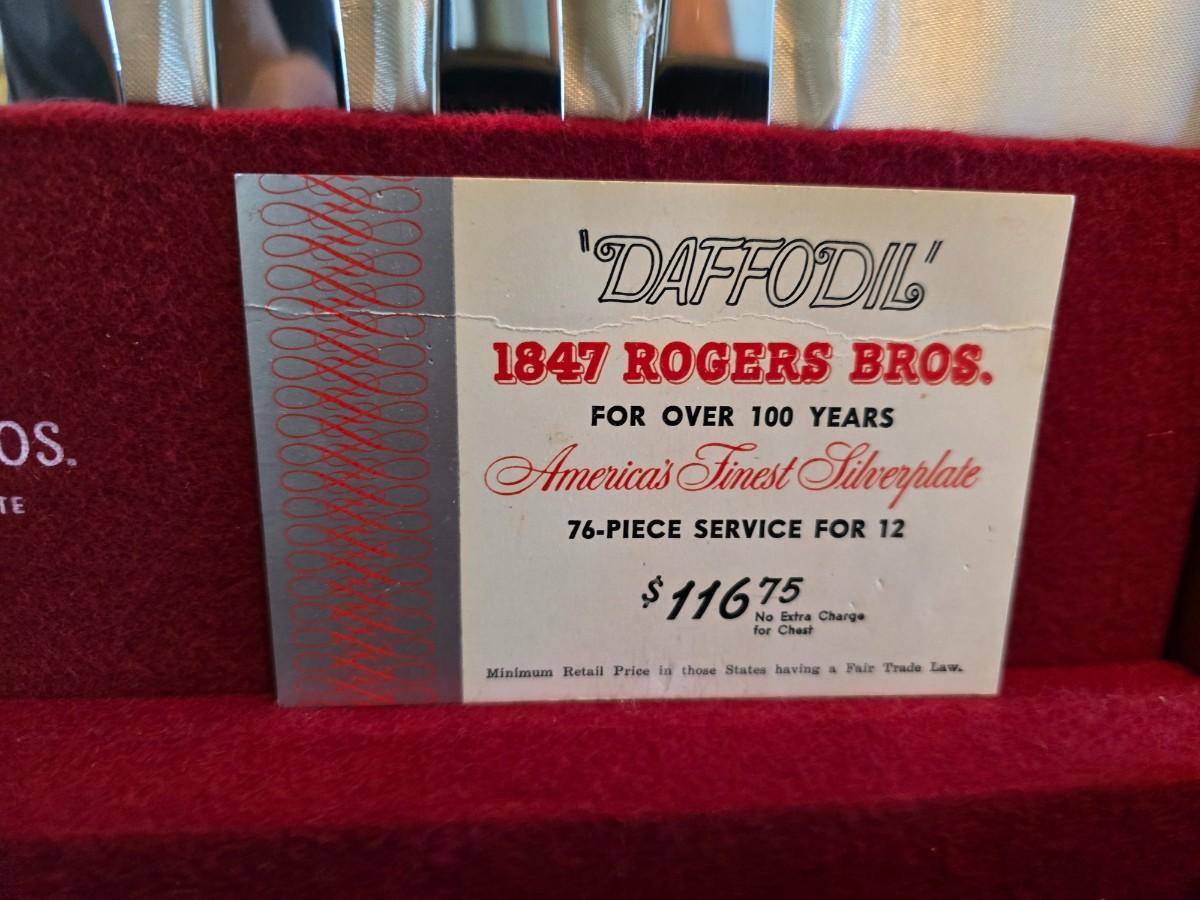 'DAFFODIL'
1847 ROGERS BROS.
FOR OVER 100 YEARS
America's Finest Silverplate
76-PIECE SERVICE FOR 12
$116 75
No Extra Charge
for Chest
Minimum Retail Price in those States having a Fair Trade Law.
OS.
TE